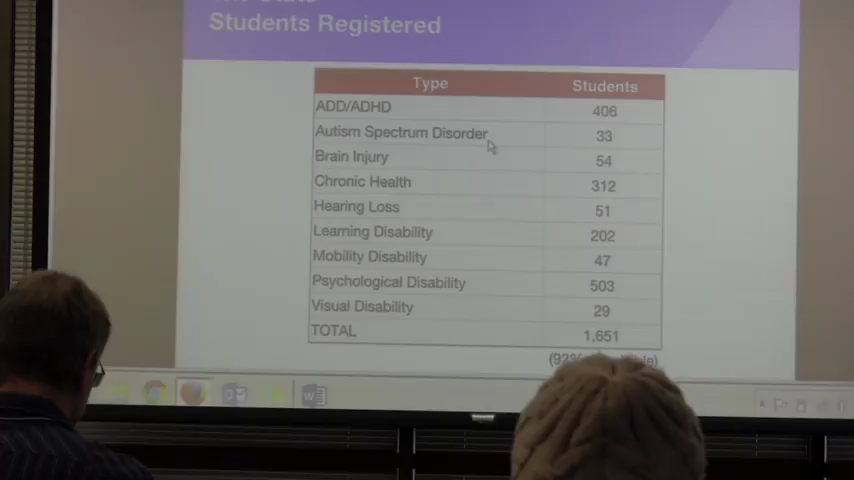 Students Registered
Type Students
ADD/ADHD 406
Autism Spectrum Disorder 33
Brain Injury 54
Chronic Health 312
Hearing Loss 51
Learning Disability 202
Mobility Disability 47
Psychological Disability 503
Visual Disability 29
TOTAL 1,651